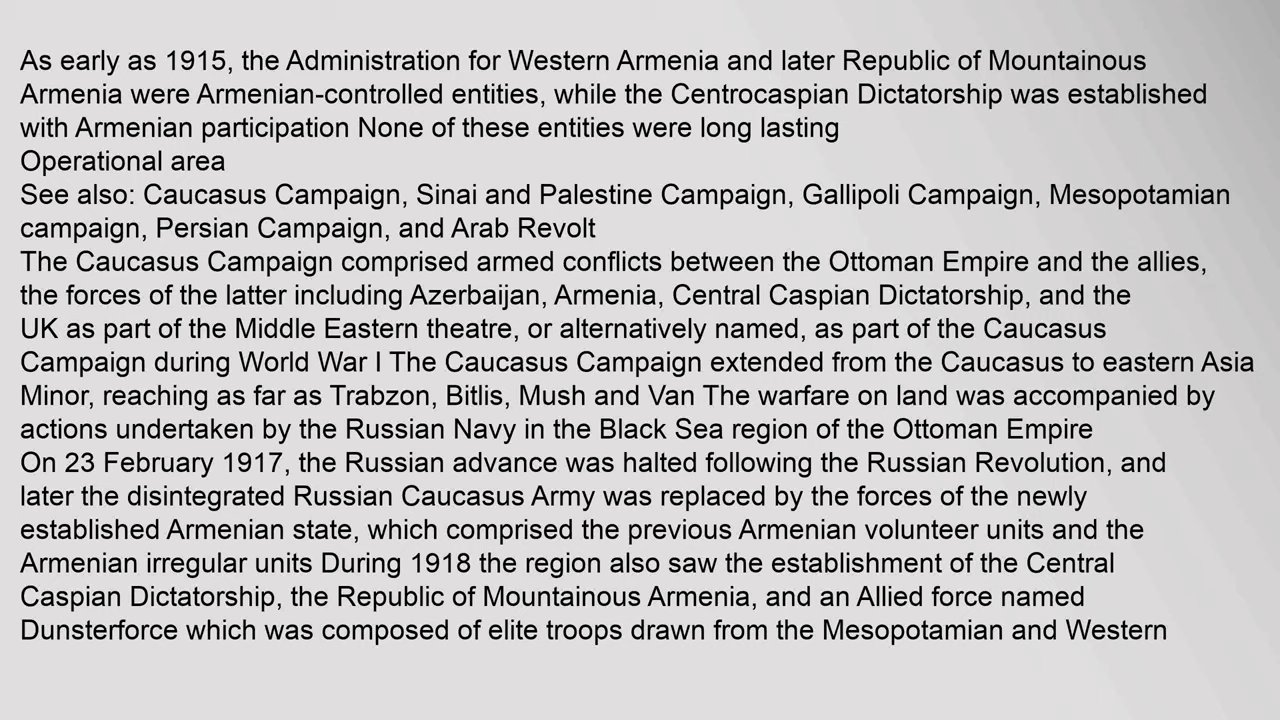 As early as 1915, the Administration for Western Armenia and later Republic of Mountainous
Armenia were Armenian-controlled entities, while the Centrocaspian Dictatorship was established
with Armenian participation None of these entities were long lasting
Operational area
See also: Caucasus Campaign, Sinai and Palestine Campaign, Gallipoli Campaign, Mesopotamian
campaign, Persian Campaign, and Arab Revolt
The Caucasus Campaign comprised armed conflicts between the Ottoman Empire and the allies,
the forces of the latter including Azerbaijan, Armenia, Central Caspian Dictatorship, and the
UK as part of the Middle Eastern theatre, or alternatively named, as part of the Caucasus
Campaign during World War I The Caucasus Campaign extended from the Caucasus to eastern Asia
Minor, reaching as far as Trabzon, Bitlis, Mush and Van The warfare on land was accompanied by
actions undertaken by the Russian Navy in the Black Sea region of the Ottoman Empire
On 23 February 1917, the Russian advance was halted following the Russian Revolution, and
later the disintegrated Russian Caucasus Army was replaced by the forces of the newly
established Armenian state, which comprised the previous Armenian volunteer units and the
Armenian irregular units During 1918 the region also saw the establishment of the Central
Caspian Dictatorship, the Republic of Mountainous Armenia, and an Allied force named
Dunsterforce which was composed of elite troops drawn from the Mesopotamian and Western